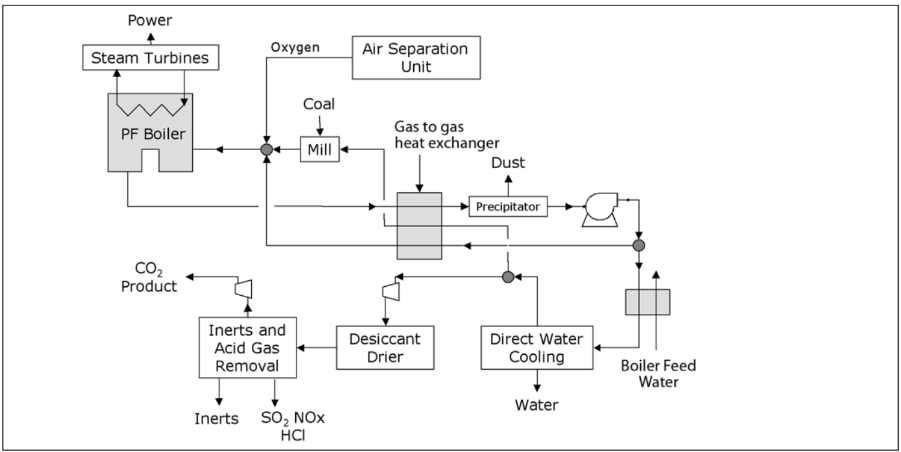 Power
Steam Turbines
Oxygen
Air Separation
Unit
PF Boiler
Coal
Mill
Gas to gas
heat exchanger
Dust
Precipitator
CO₂
Product
Inerts and
Acid Gas
Removal
Desiccant
Drier
Direct Water
Cooling
Boiler Feed
Water
Inerts
SO₂ NOx
HCl
Water